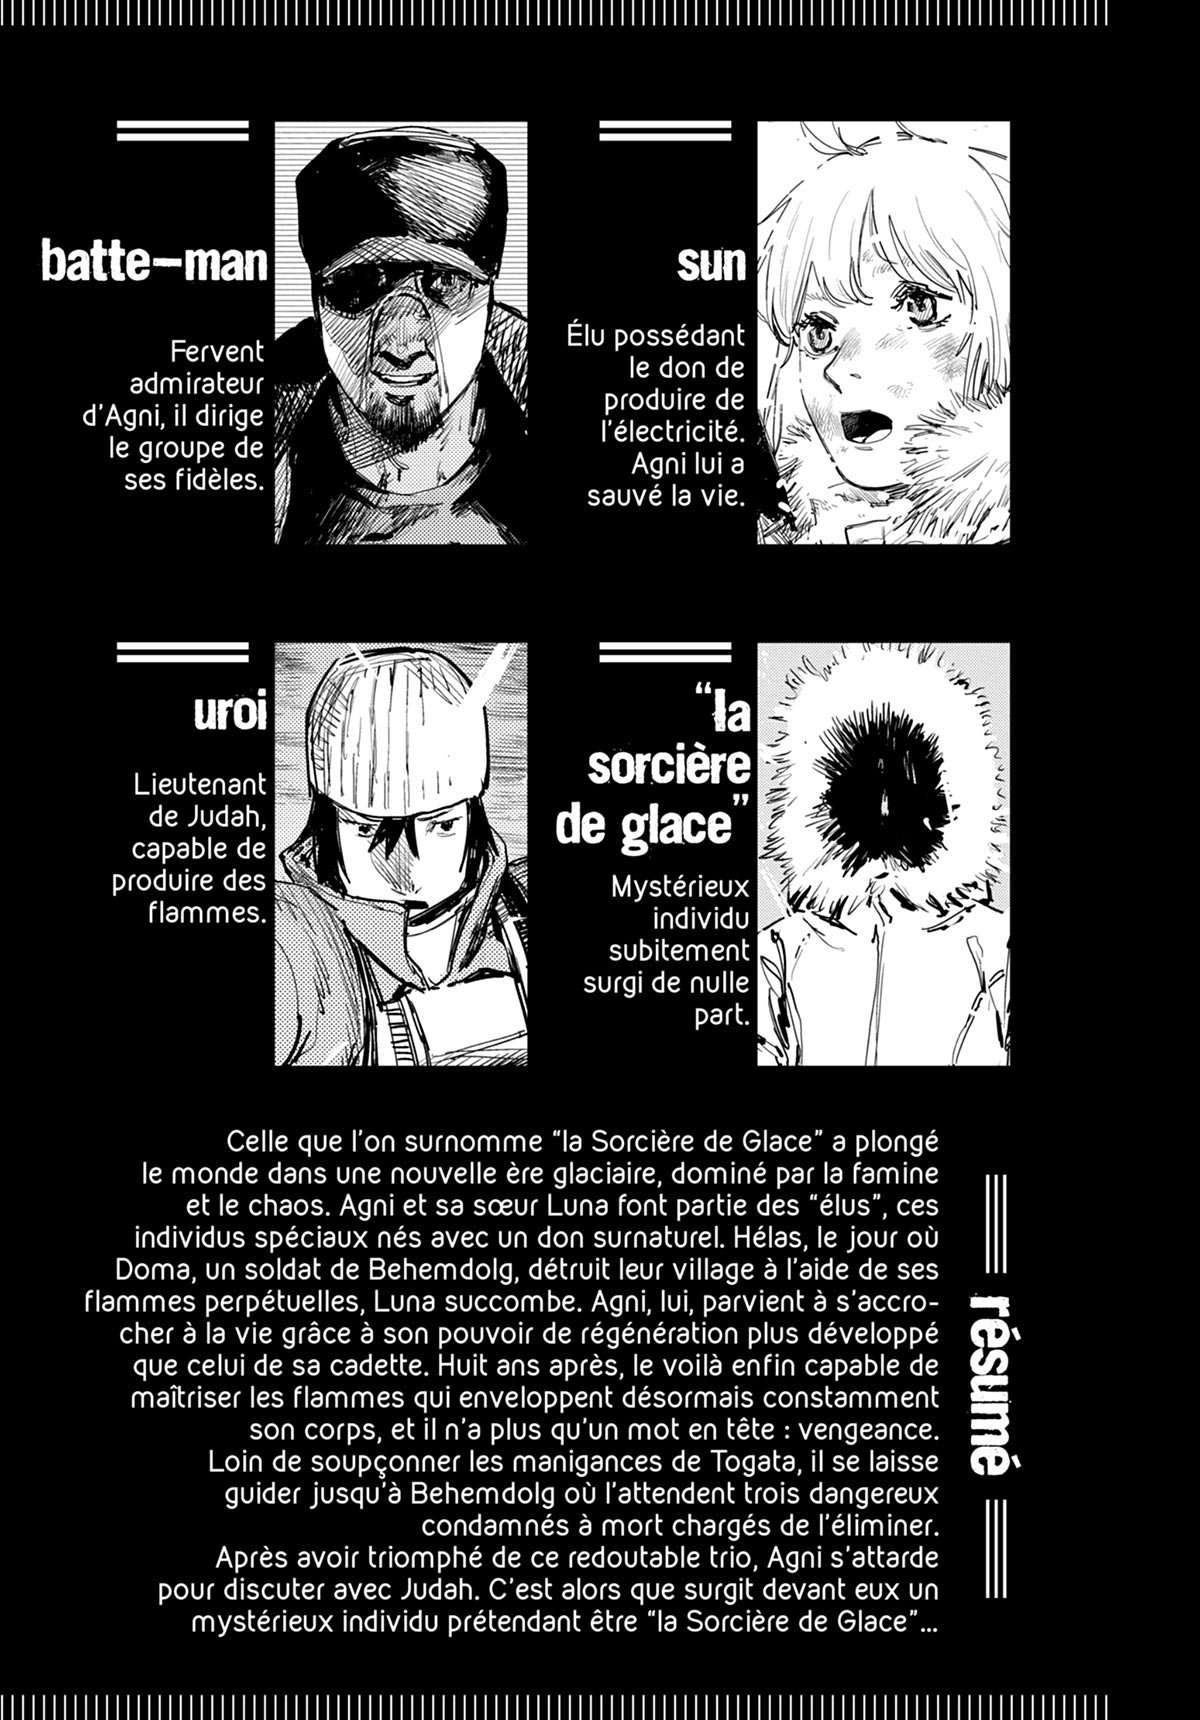 batte-man
Fervent
admirateur
d'Agni, il dirige
le groupe de
ses fidèles.
sun
Élu possédant
le don de
produire de
l'électricité.
Agni lui a
sauvé la vie.
uroi
Lieutenant
de Judah,
capable de
produire des
flammes.
“la
sorcière
de glace”
Mystérieux
individu
subitement
surgi de nulle
part.
résumé
Celle que l'on surnomme “la Sorcière de Glace” a plongé
le monde dans une nouvelle ère glaciaire, dominé par la famine
et le chaos. Agni et sa sœur Luna font partie des “élus”, ces
individus spéciaux nés avec un don surnaturel. Hélas, le jour où
Doma, un soldat de Behemdolg, détruit leur village à l'aide de ses
flammes perpétuelles, Luna succombe. Agni, lui, parvient à s'accro-
cher à la vie grâce à son pouvoir de régénération plus développé
que celui de sa cadette. Huit ans après, le voilà enfin capable de
maîtriser les flammes qui enveloppent désormais constamment
son corps, et il n'a plus qu'un mot en tête : vengeance.
Loin de soupçonner les manigances de Togata, il se laisse
guider jusqu'à Behemdolg où l'attendent trois dangereux
condamnés à mort chargés de l'éliminer.
Après avoir triomphé de ce redoutable trio, Agni s'attarde
pour discuter avec Judah. C'est alors que surgit devant eux un
mystérieux individu prétendant être “la Sorcière de Glace”...